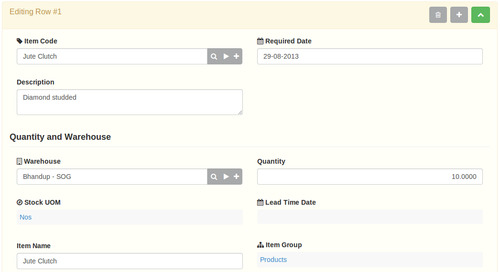 Editing Row #1
Item Code
Required Date
Jute Clutch
29-08-2013
Description
Diamond studded
Quantity and Warehouse
Warehouse
Quantity
Bhandup - SOG
10.0000
Stock UOM
Lead Time Date
Nos
Item Name
Item Group
Jute Clutch
Products